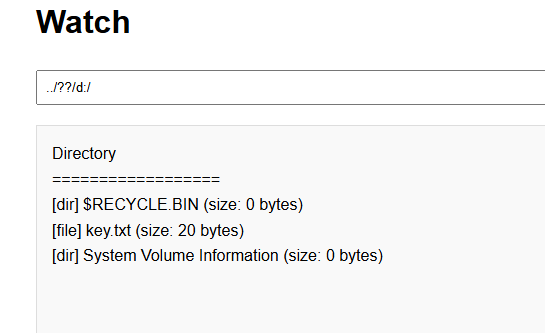 Watch
../??/d:/
Directory
==================
[dir] $RECYCLE.BIN (size: 0 bytes)
[file] key.txt (size: 20 bytes)
[dir] System Volume Information (size: 0 bytes)